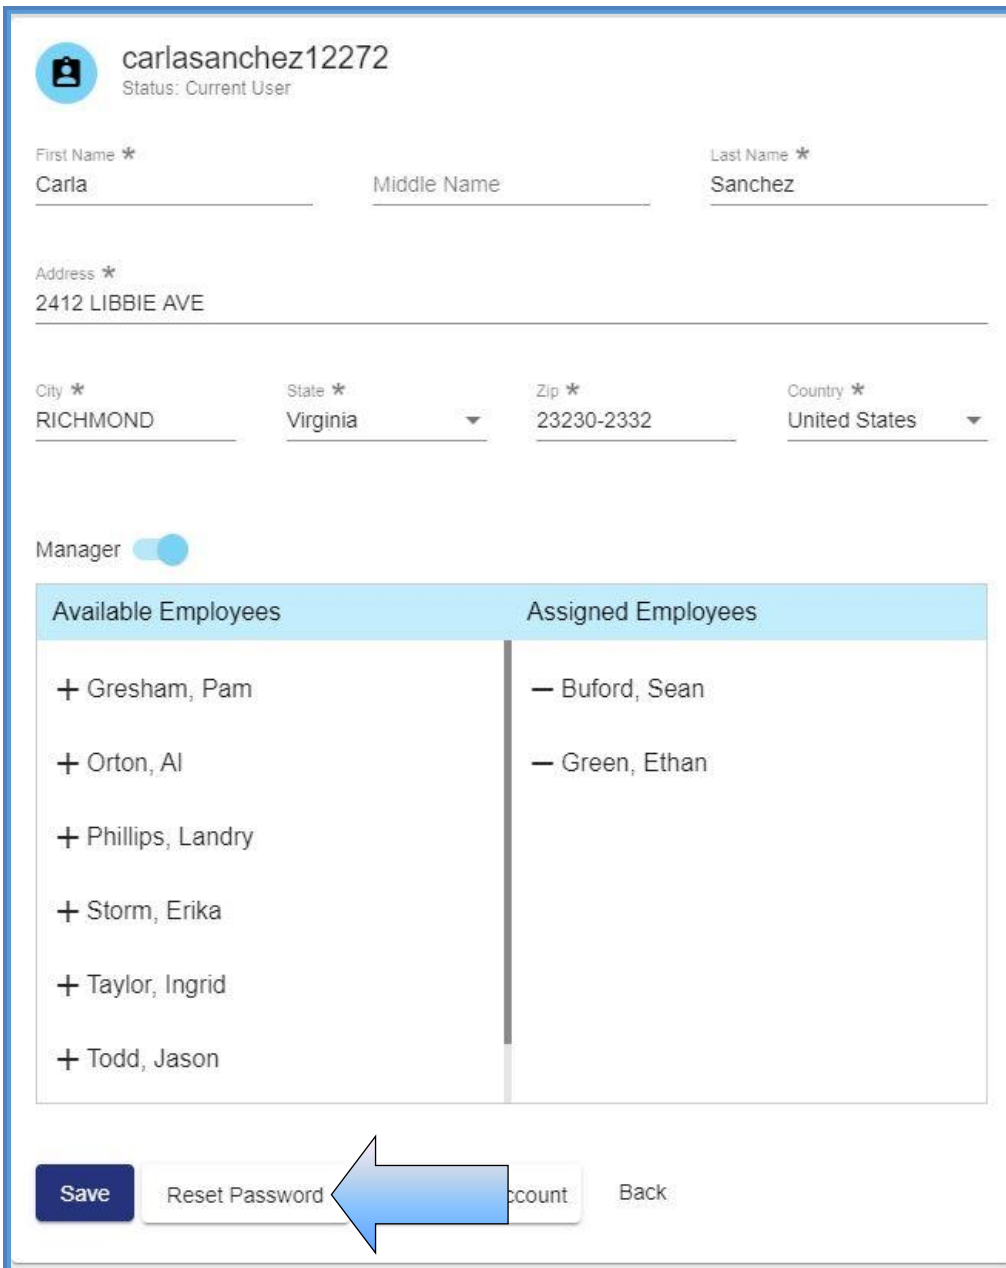 carlasanchez12272
Status: Current User
First Name * Last Name *
Carla Middle Name Sanchez
Address *
2412 LIBBIE AVE
City * State * Zip * Country *
RICHMOND Virginia 23230-2332 United States
Manager
Available Employees Assigned Employees
+ Gresham, Pam — Buford, Sean
+ Orton, Al — Green, Ethan
+ Phillips, Landry
+ Storm, Erika
+ Taylor, Ingrid
+ Todd, Jason
Save Reset Password Back